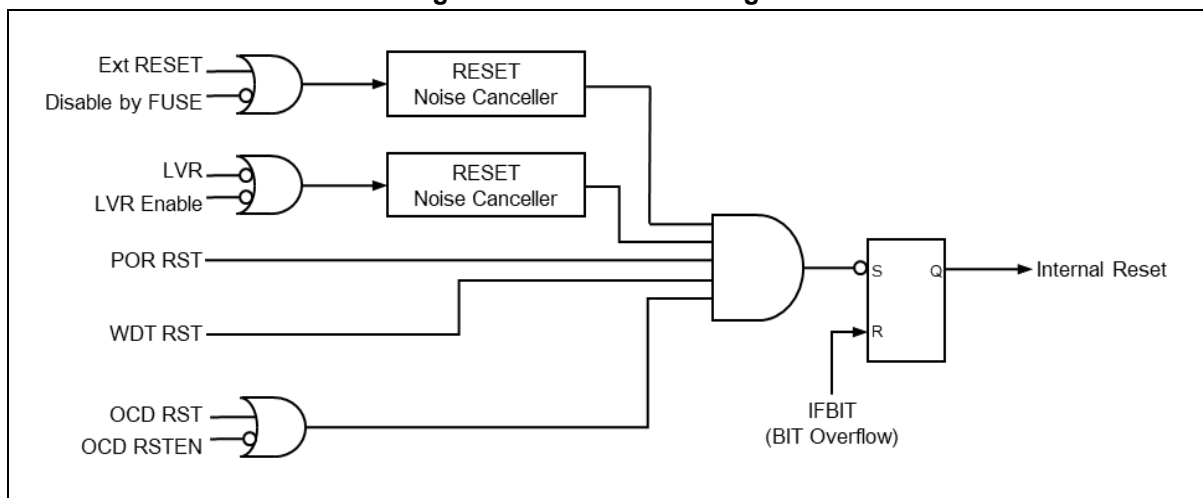 Ext RESET
Disable by FUSE
RESET
Noise Canceller
LVR
LVR Enable
RESET
Noise Canceller
POR RST
WDT RST
OCD RST
OCD RSTEN
S
Q
R
Internal Reset
IFBIT
(BIT Overflow)